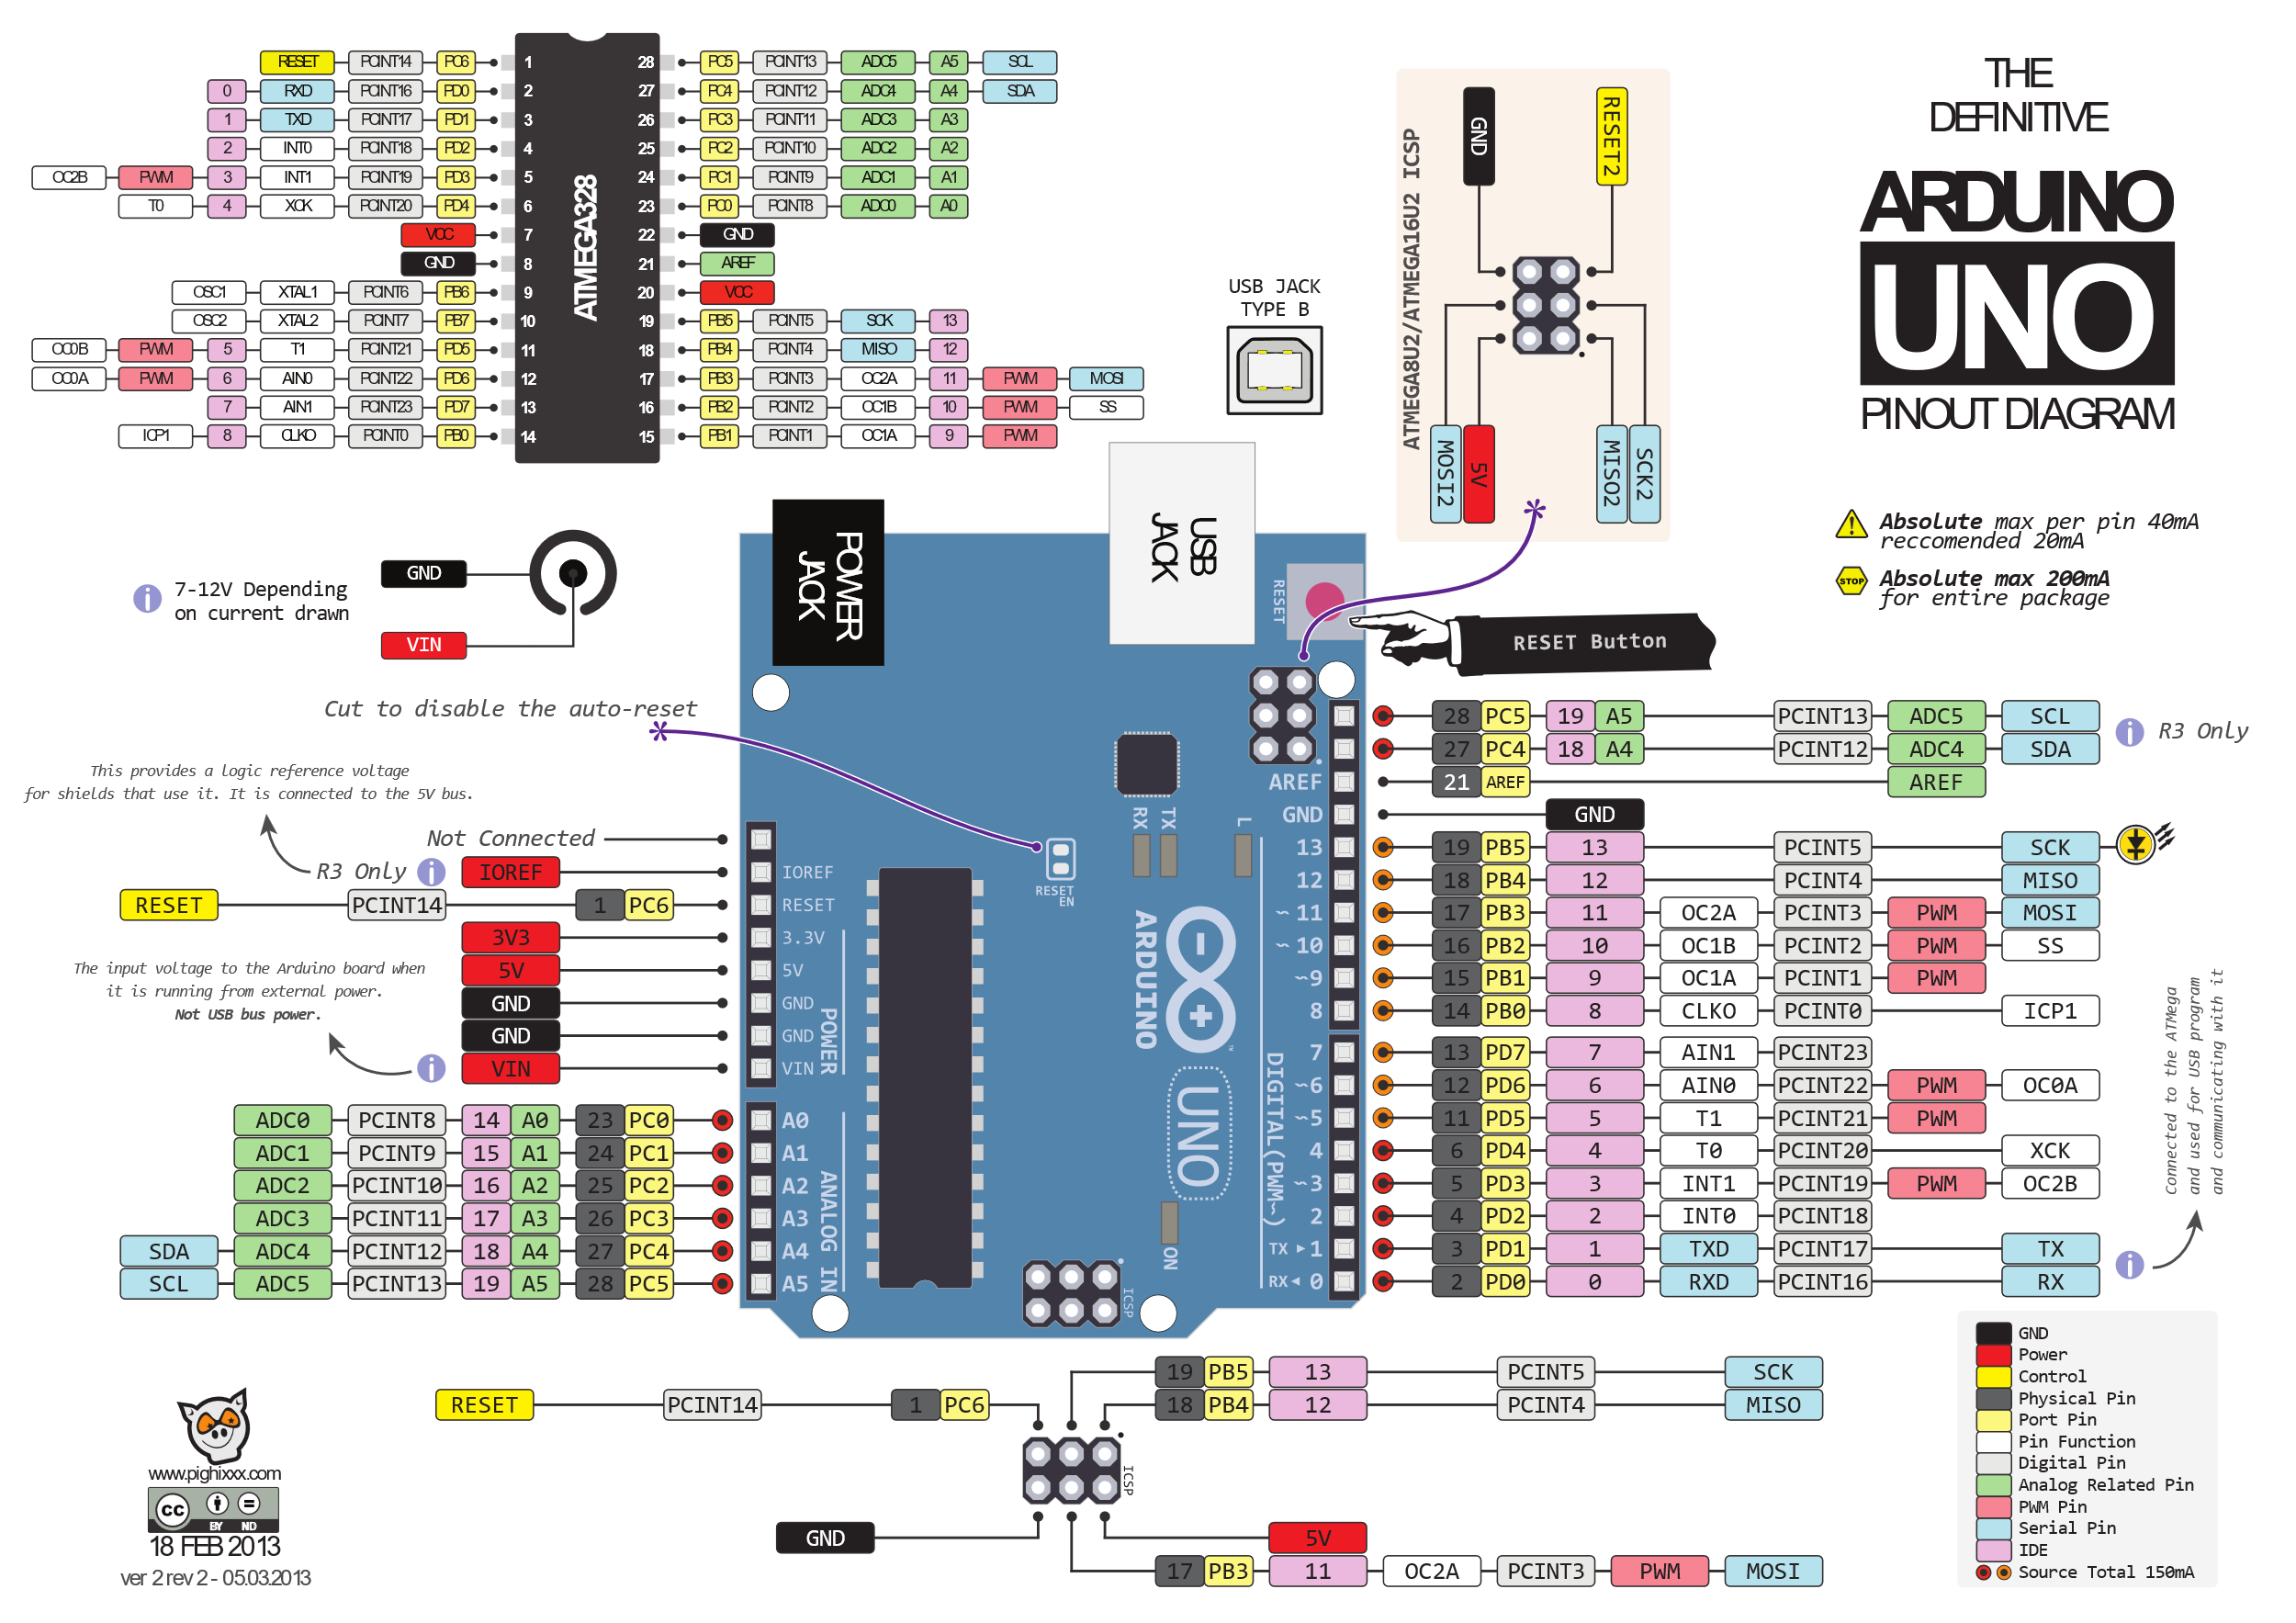 THE
DEFINITIVE
ARDUINO
UNO
PINOUT DIAGRAM
RESET PCINT14 PC6 1
0 RXD PCINT16 PD0 2
1 TXD PCINT17 PD1 3
2 INT0 PCINT18 PD2 4
OC2B PWM 3 INT1 PCINT19 PD3 5
T0 4 XCK PCINT20 PD4 6
VCC 7
GND 8
OSC1 XTAL1 PCINT6 PB6 9
OSC2 XTAL2 PCINT7 PB7 10
OC0B PWM 5 T1 PCINT21 PD5 11
OC0A PWM 6 AIN0 PCINT22 PD6 12
7 AIN1 PCINT23 PD7 13
ICP1 8 CLKO PCINT0 PB0 14
ATMEGA328
28 PC5 PCINT13 ADC5 A5 SCL
27 PC4 PCINT12 ADC4 A4 SDA
26 PC3 PCINT11 ADC3 A3
25 PC2 PCINT10 ADC2 A2
24 PC1 PCINT9 ADC1 A1
23 PC0 PCINT8 ADC0 A0
22 GND
21 AREF
20 VCC
19 PB5 PCINT5 SCK 13
18 PB4 PCINT4 MISO 12
17 PB3 PCINT3 OC2A 11 PWM MOSI
16 PB2 PCINT2 OC1B 10 PWM SS
15 PB1 PCINT1 OC1A 9 PWM
USB JACK
TYPE B
ATMEGA8U2/ATMEGA16U2 ICSP
GND
RESET2
MOSI2
5V
MISO2
SCK2
*
Absolute max per pin 40mA
reccomended 20mA
STOP
Absolute max 200mA
for entire package
7-12V Depending
on current drawn
GND
VIN
POWER
JACK
USB
JACK
RESET
RESET Button
Cut to disable the auto-reset
*
This provides a logic reference voltage
for shields that use it. It is connected to the 5V bus.
Not Connected
R3 Only IOREF
RESET PCINT14 1 PC6
3V3
5V
The input voltage to the Arduino board when
it is running from external power.
Not USB bus power.
GND
GND
VIN
ADC0 PCINT8 14 A0 23 PC0
ADC1 PCINT9 15 A1 24 PC1
ADC2 PCINT10 16 A2 25 PC2
ADC3 PCINT11 17 A3 26 PC3
SDA ADC4 PCINT12 18 A4 27 PC4
SCL ADC5 PCINT13 19 A5 28 PC5
IOREF
RESET
3.3V
5V
GND
GND
VIN
POWER
A0
A1
A2
A3
A4
A5
ANALOG IN
RESET
EN
RX
TX
L
ARDUINO
TM
UNO
ON
ICSP
DIGITAL(PWM~)
AREF
GND
13
12
~11
~10
~9
8
7
~6
~5
4
~3
2
TX 1
RX 0
28 PC5 19 A5 PCINT13 ADC5 SCL
27 PC4 18 A4 PCINT12 ADC4 SDA
R3 Only
21 AREF AREF
GND
19 PB5 13 PCINT5 SCK
18 PB4 12 PCINT4 MISO
17 PB3 11 OC2A PCINT3 PWM MOSI
16 PB2 10 OC1B PCINT2 PWM SS
15 PB1 9 OC1A PCINT1 PWM
14 PB0 8 CLKO PCINT0 ICP1
13 PD7 7 AIN1 PCINT23
12 PD6 6 AIN0 PCINT22 PWM OC0A
11 PD5 5 T1 PCINT21 PWM
6 PD4 4 T0 PCINT20 XCK
5 PD3 3 INT1 PCINT19 PWM OC2B
4 PD2 2 INT0 PCINT18
3 PD1 1 TXD PCINT17 TX
2 PD0 0 RXD PCINT16 RX
Connected to the ATMega
and used for USB program
and communicating with it
RESET PCINT14 1 PC6
19 PB5 13 PCINT5 SCK
18 PB4 12 PCINT4 MISO
ICSP
GND
5V
17 PB3 11 OC2A PCINT3 PWM MOSI
GND
Power
Control
Physical Pin
Port Pin
Pin Function
Digital Pin
Analog Related Pin
PWM Pin
Serial Pin
IDE
Source Total 150mA
www.pighixxx.com
cc BY ND
18 FEB 2013
ver 2 rev 2 - 05.03.2013